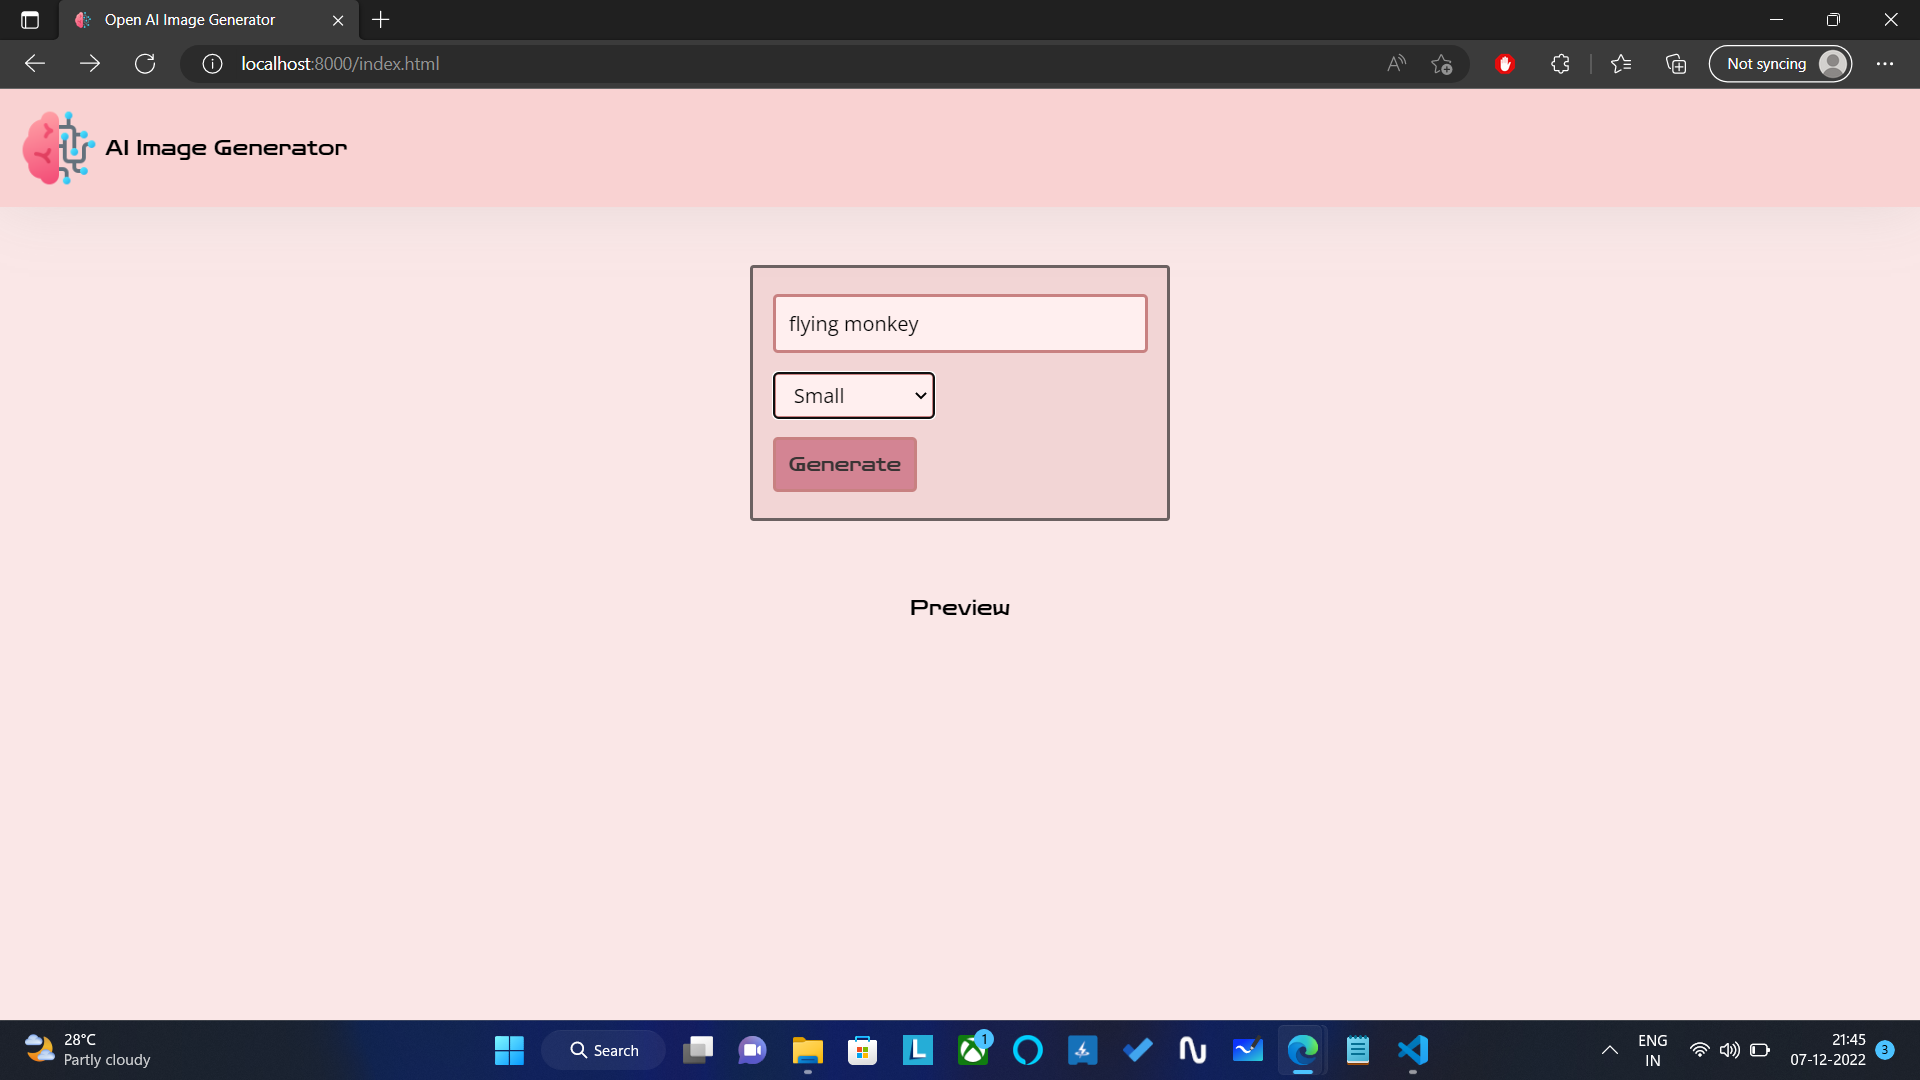 Open AI Image Generator
localhost:8000/index.html
Not syncing
AI Image Generator
flying monkey
Small
Generate
Preview
28°C
Partly cloudy
Search
L
1
ENG
IN
21:45
07-12-2022
3